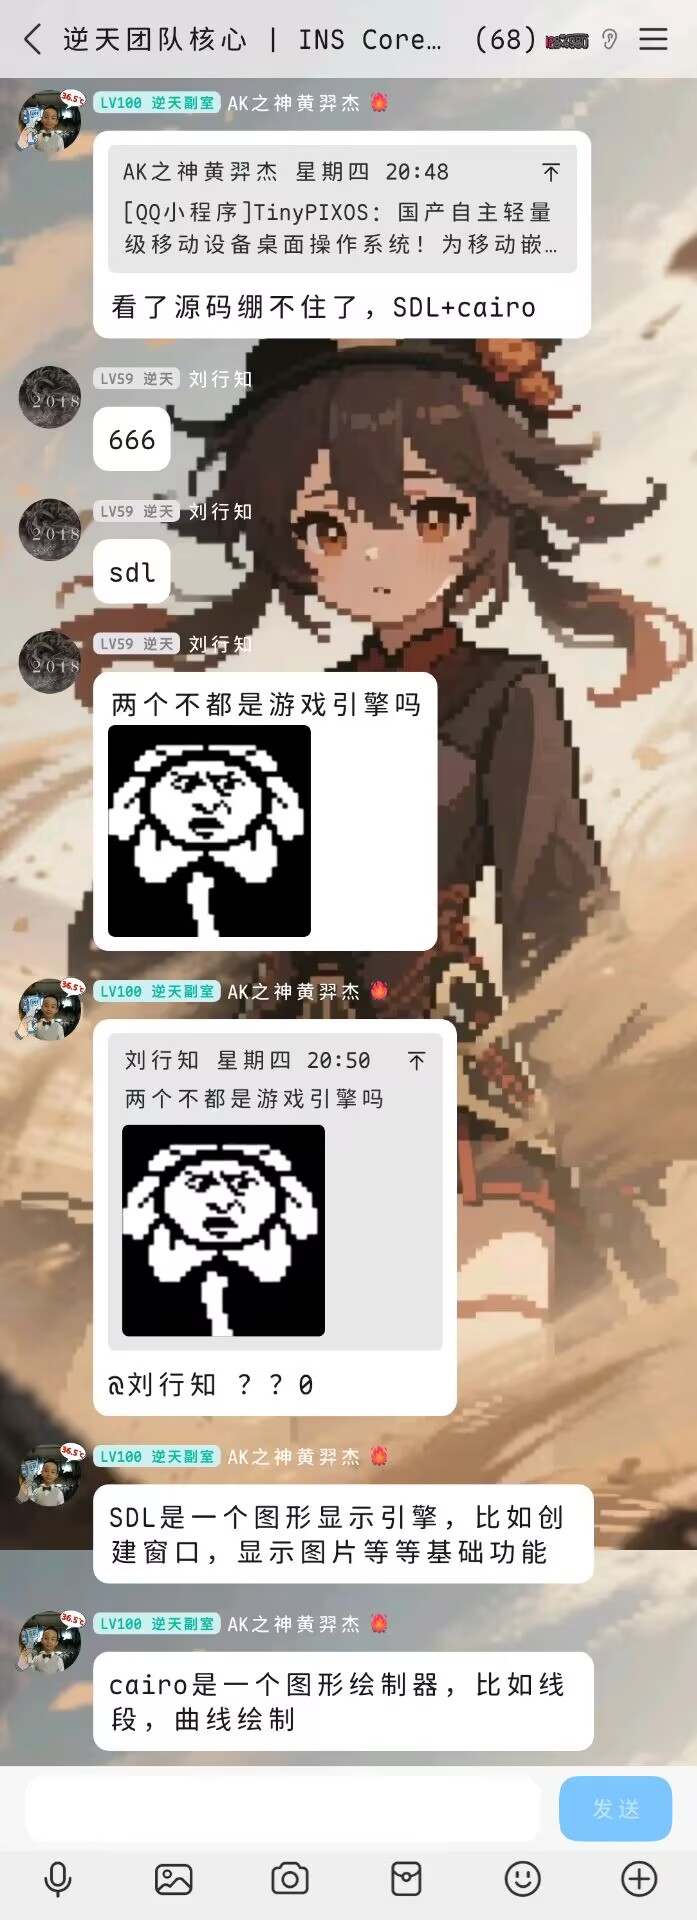 逆天团队核心 | INS Core… (68)
LV100 逆天副室 AK之神黄羿杰
AK之神黄羿杰 星期四 20:48
[QQ小程序]TinyPIXOS：国产自主轻量
级移动设备桌面操作系统！为移动嵌…
看了源码绷不住了，SDL+cairo
LV59 逆天 刘行知
2018
666
LV59 逆天 刘行知
2018
sdl
LV59 逆天 刘行知
2018
两个不都是游戏引擎吗
36.5℃
LV100 逆天副室 AK之神黄羿杰
刘行知 星期四 20:50
两个不都是游戏引擎吗
@刘行知 ？？0
36.5℃
LV100 逆天副室 AK之神黄羿杰
SDL是一个图形显示引擎，比如创
建窗口，显示图片等等基础功能
36.5℃
LV100 逆天副室 AK之神黄羿杰
cairo是一个图形绘制器，比如线
段，曲线绘制
发送